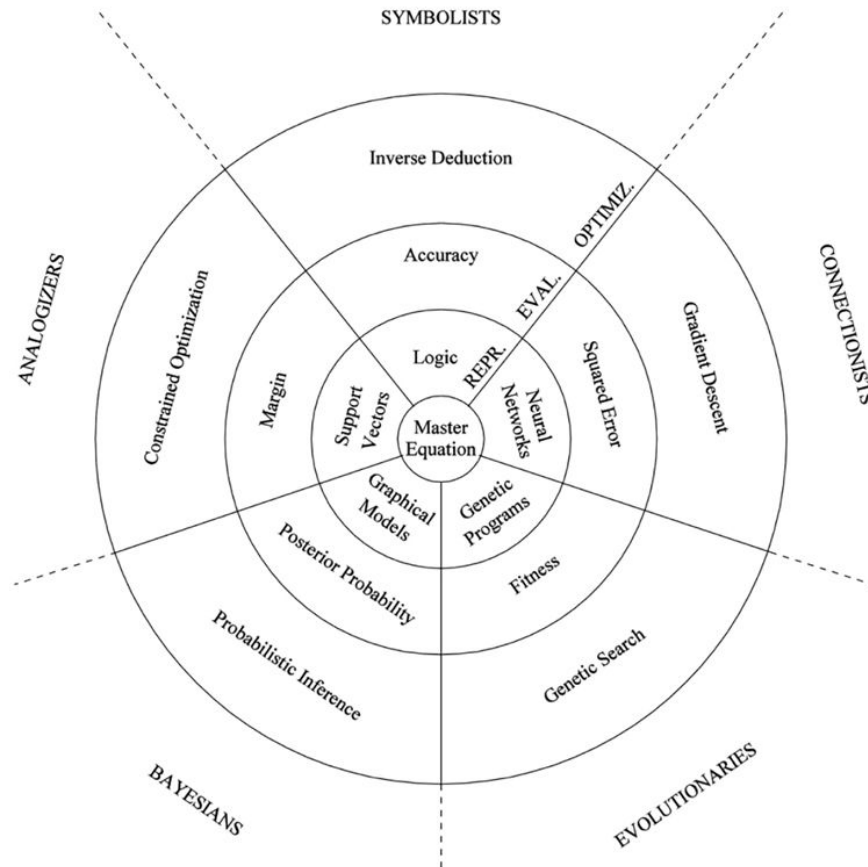 SYMBOLISTS
Inverse Deduction
OPTIMIZ.
Accuracy
EVAL.
Logic
REPR.
ANALOGIZERS
Constrained Optimization
Margin
Support
Vectors
Master
Equation
Neural
Networks
Squared Error
Gradient Descent
CONNECTIONISTS
Graphical
Models
Genetic
Programs
Posterior Probability
Fitness
Probabilistic Inference
Genetic Search
BAYESIANS
EVOLUTIONARIES